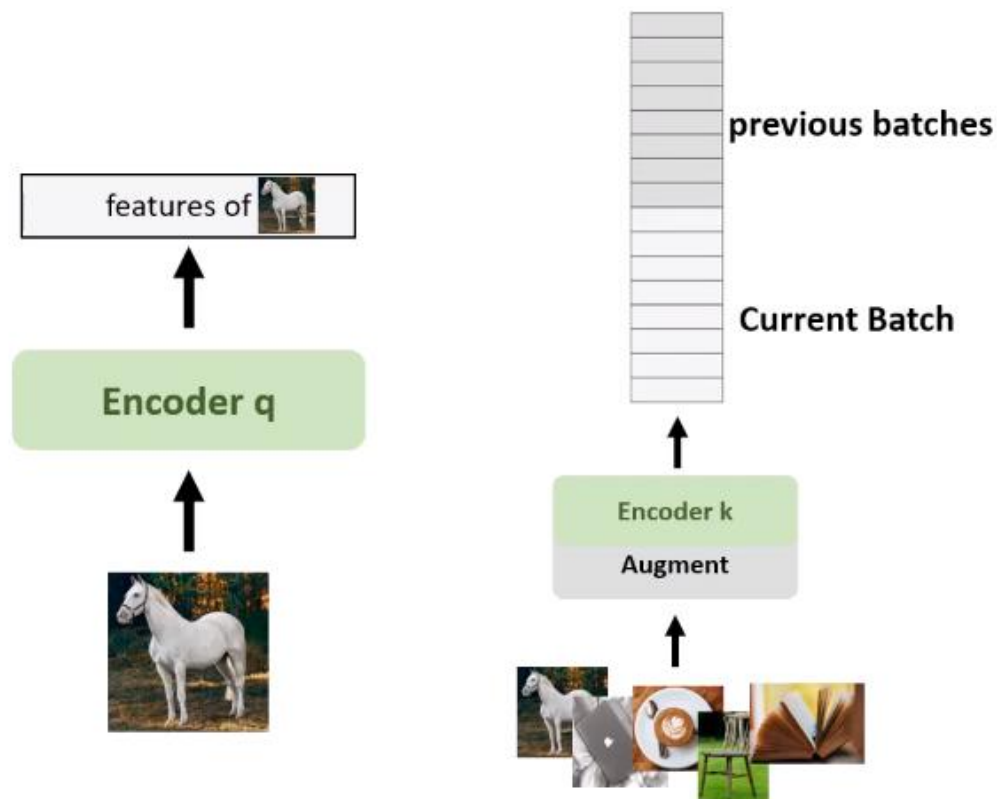 previous batches
features of
Current Batch
Encoder q
Encoder k
Augment